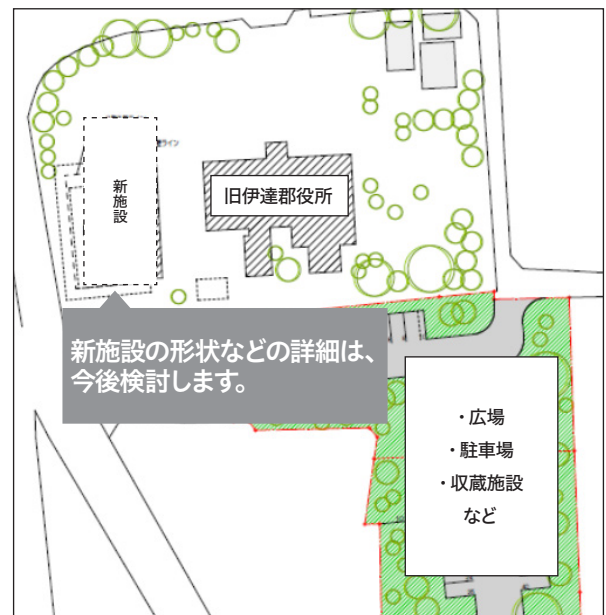 新施設
旧伊達郡役所
新施設の形状などの詳細は、
今後検討します。
・広場
・駐車場
・収蔵施設
など